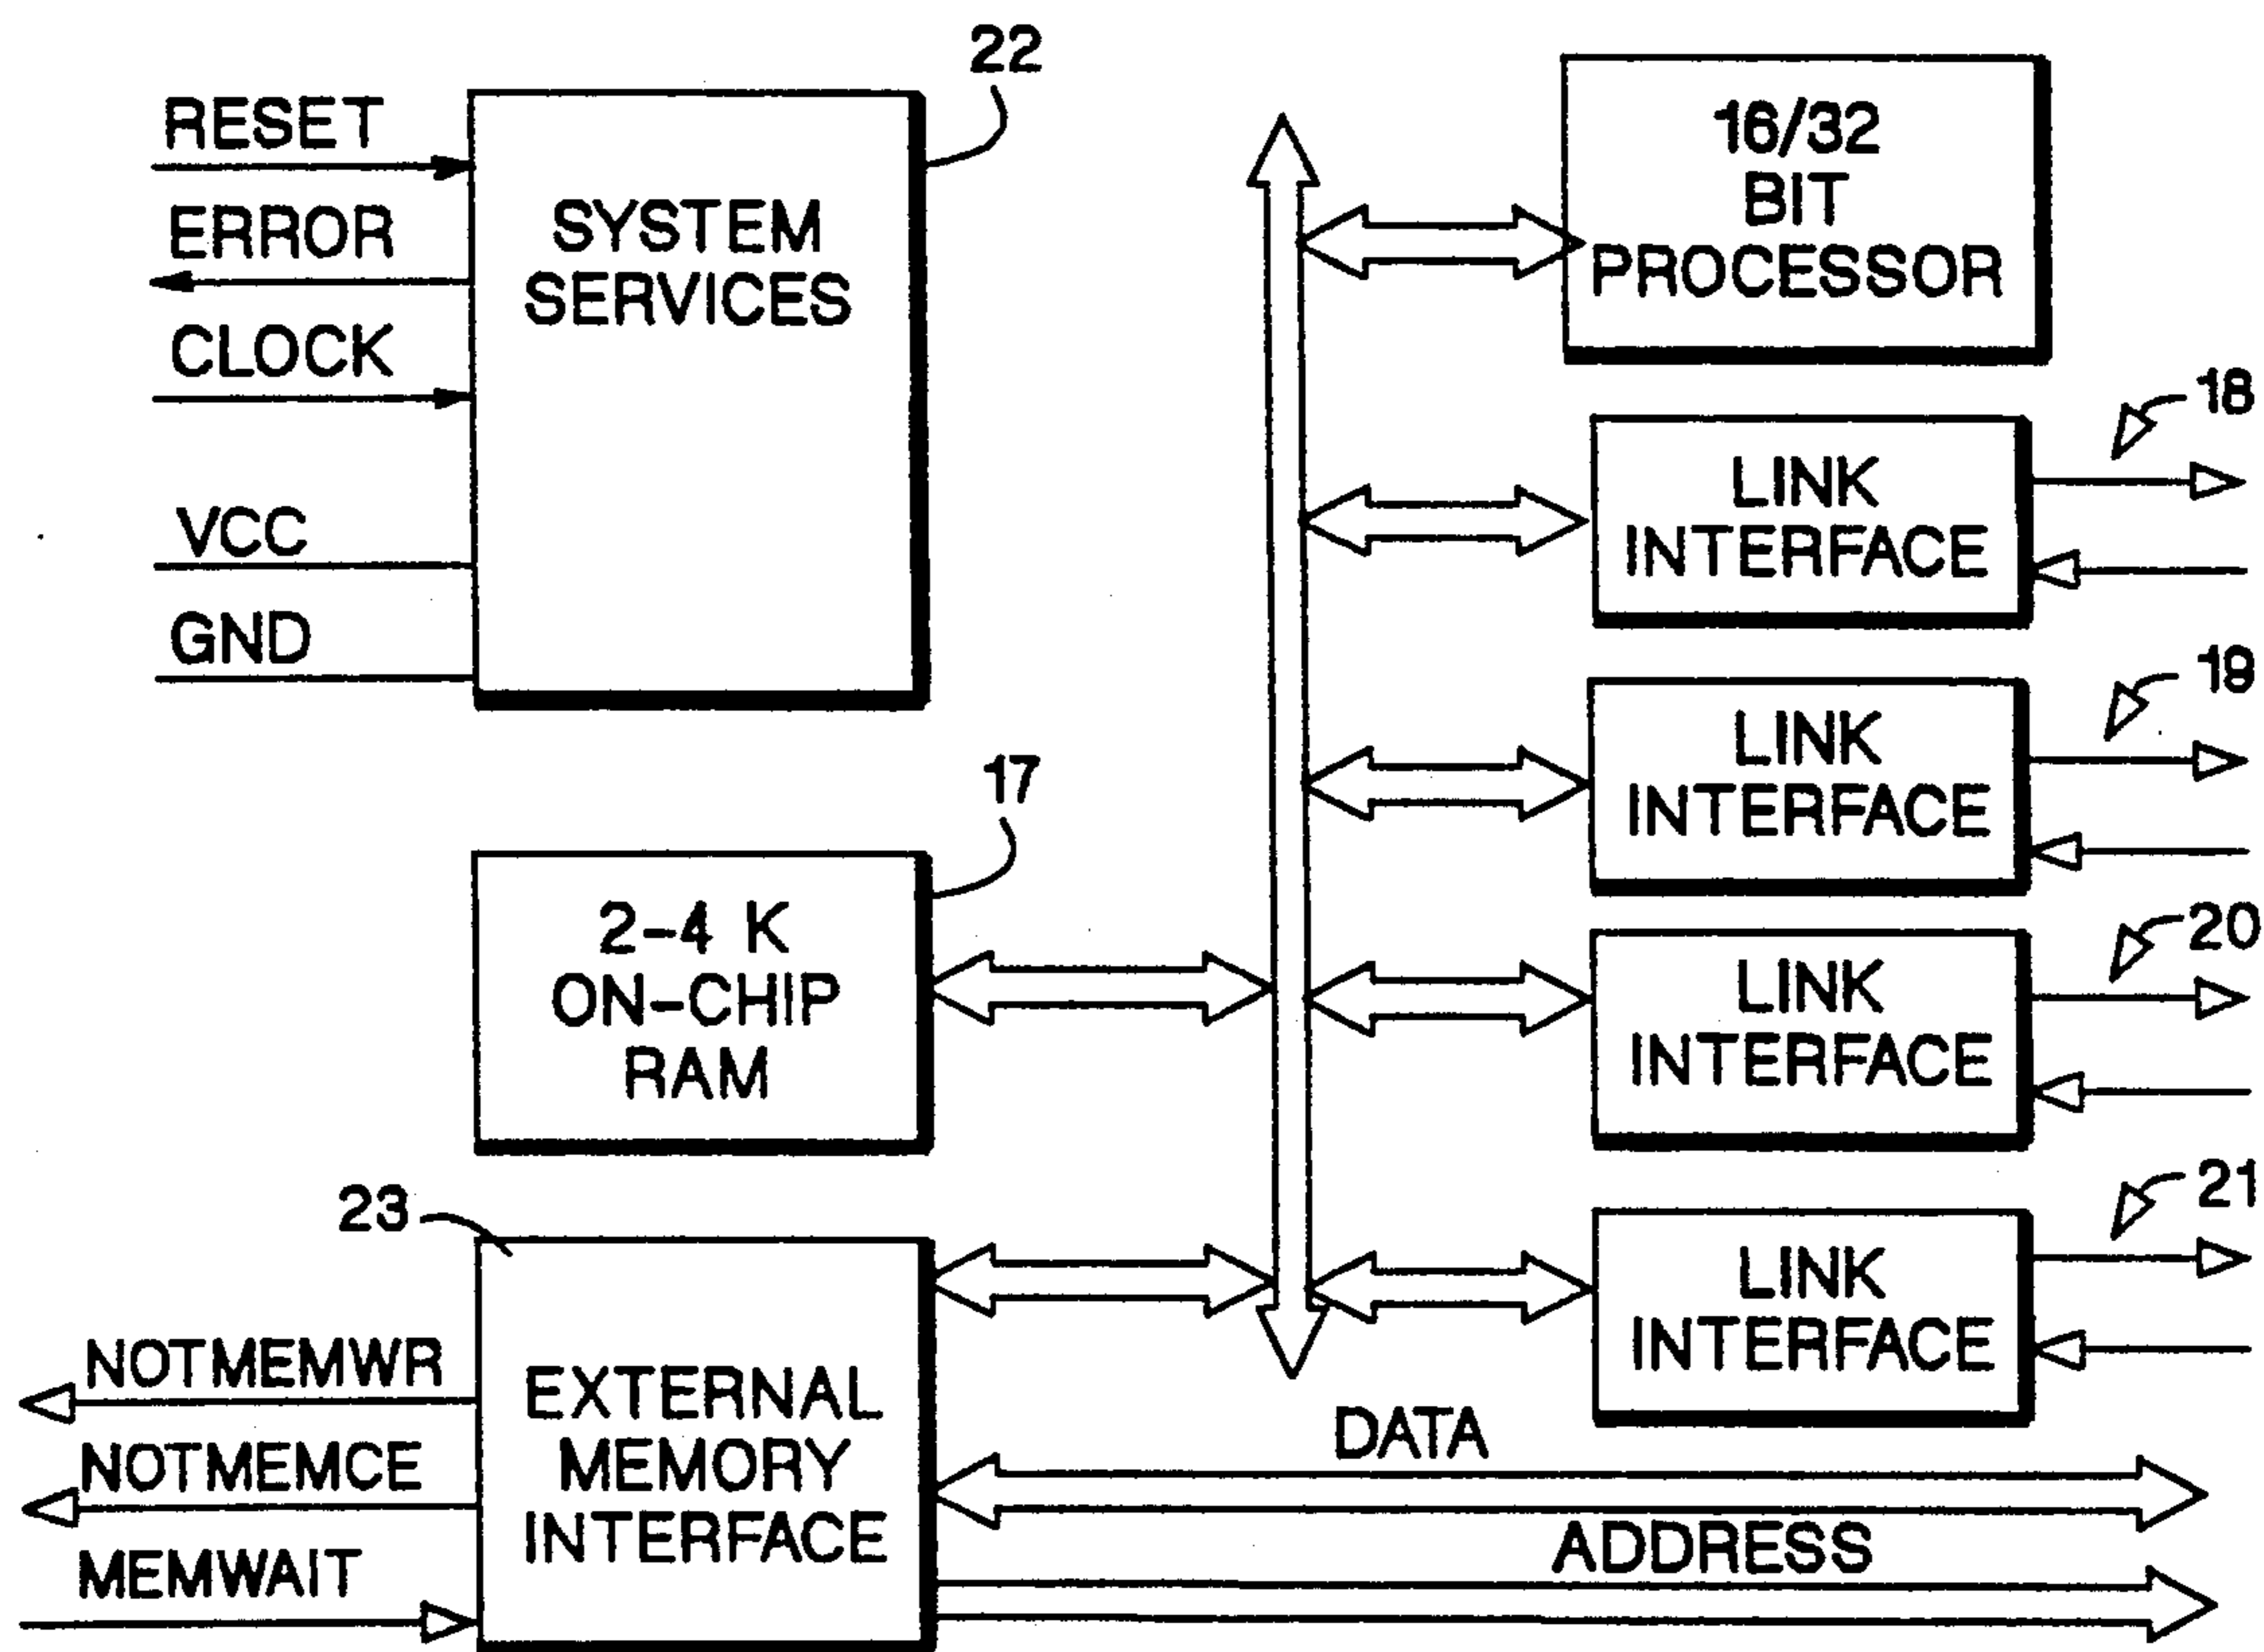 22
RESET
ERROR
CLOCK
VCC
GND
SYSTEM
SERVICES
16/32
BIT
PROCESSOR
18
LINK
INTERFACE
19
LINK
INTERFACE
17
2-4 K
ON-CHIP
RAM
20
LINK
INTERFACE
21
LINK
INTERFACE
23
NOTMEMWR
NOTMEMCE
MEMWAIT
EXTERNAL
MEMORY
INTERFACE
DATA
ADDRESS